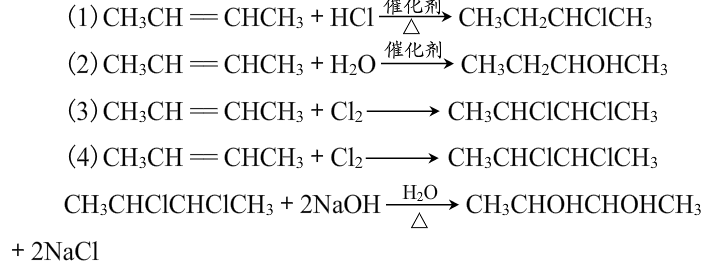 (1)CH₃CH=CHCH₃+HCl 催化剂 △ → CH₃CH₂CHClCH₃
(2)CH₃CH=CHCH₃+H₂O 催化剂 → CH₃CH₂CHOHCH₃
(3)CH₃CH=CHCH₃+Cl₂ → CH₃CHClCHClCH₃
(4)CH₃CH=CHCH₃+Cl₂ → CH₃CHClCHClCH₃
CH₃CHClCHClCH₃+2NaOH H₂O △ → CH₃CHOHCHOHCH₃
+2NaCl